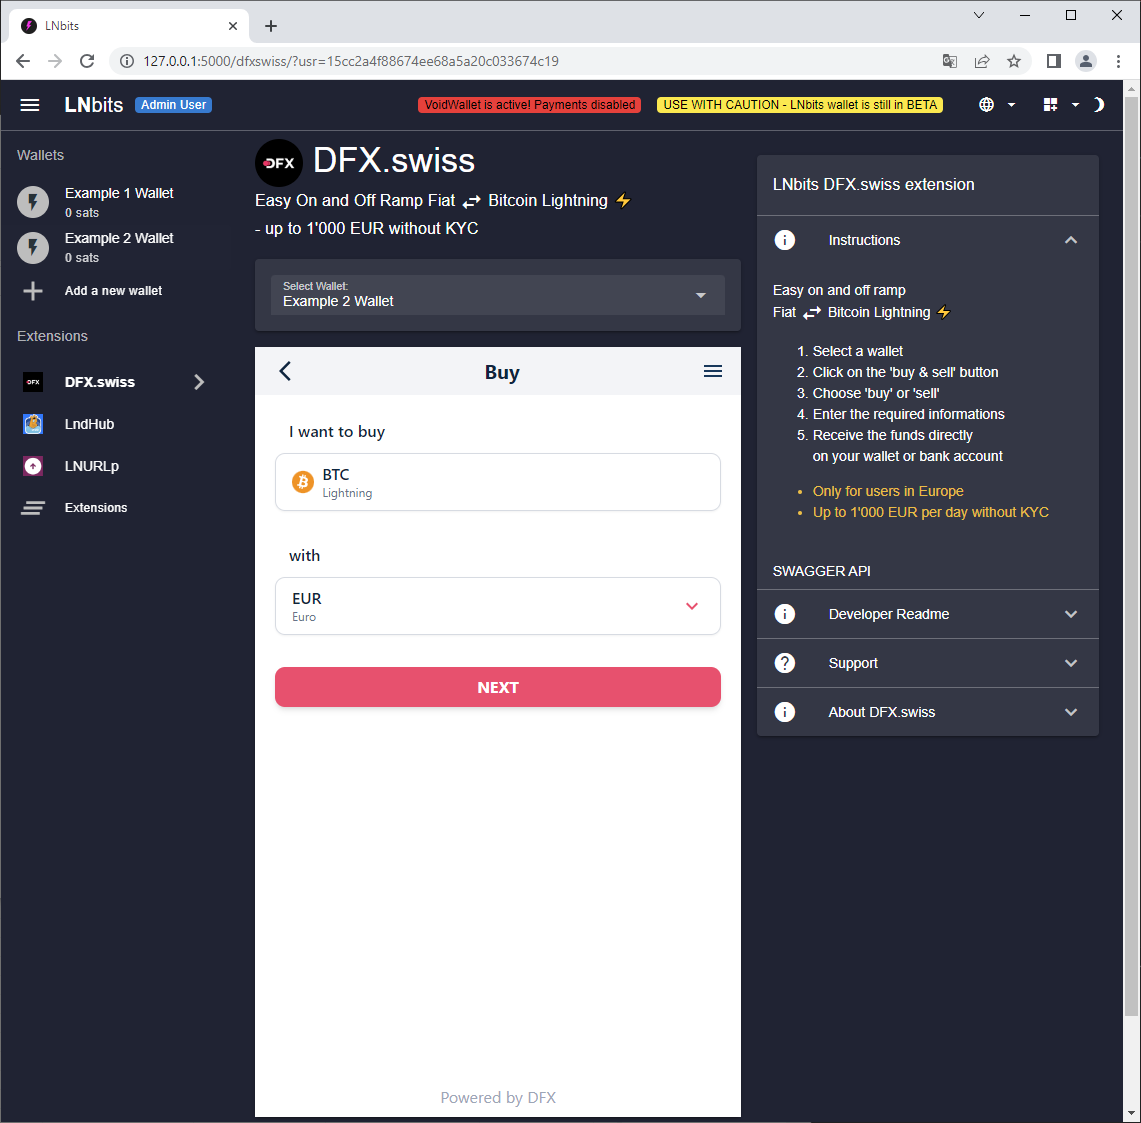 LNbits
127.0.0.1:5000/dfxswiss/?usr=15cc2a4f88674ee68a5a20c033674c19
LNbits Admin User VoidWallet is active! Payments disabled USE WITH CAUTION - LNbits wallet is still in BETA
Wallets
Example 1 Wallet
0 sats
Example 2 Wallet
0 sats
Add a new wallet
Extensions
DFX DFX.swiss
LndHub
LNURLp
Extensions
DFX DFX.swiss
Easy On and Off Ramp Fiat Bitcoin Lightning ⚡
- up to 1'000 EUR without KYC
Select Wallet:
Example 2 Wallet
Buy
I want to buy
BTC
Lightning
with
EUR
Euro
NEXT
Powered by DFX
LNbits DFX.swiss extension
Instructions
Easy on and off ramp
Fiat Bitcoin Lightning ⚡
1. Select a wallet
2. Click on the 'buy & sell' button
3. Choose 'buy' or 'sell'
4. Enter the required informations
5. Receive the funds directly
on your wallet or bank account
• Only for users in Europe
• Up to 1'000 EUR per day without KYC
SWAGGER API
Developer Readme
Support
About DFX.swiss